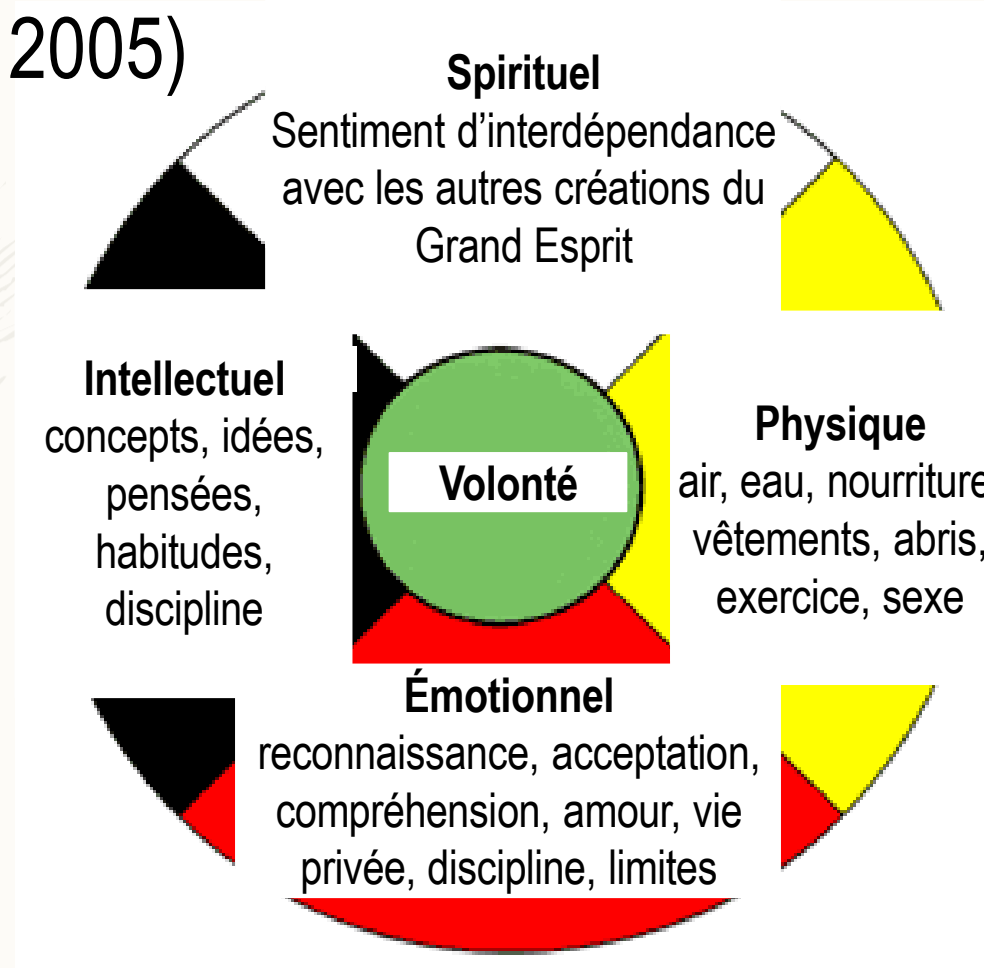 2005)
Spirituel
Sentiment d’interdépendance
avec les autres créations du
Grand Esprit
Intellectuel
concepts, idées,
pensées,
habitudes,
discipline
Volonté
Physique
air, eau, nourriture
vêtements, abris,
exercice, sexe
Émotionnel
reconnaissance, acceptation,
compréhension, amour, vie
privée, discipline, limites